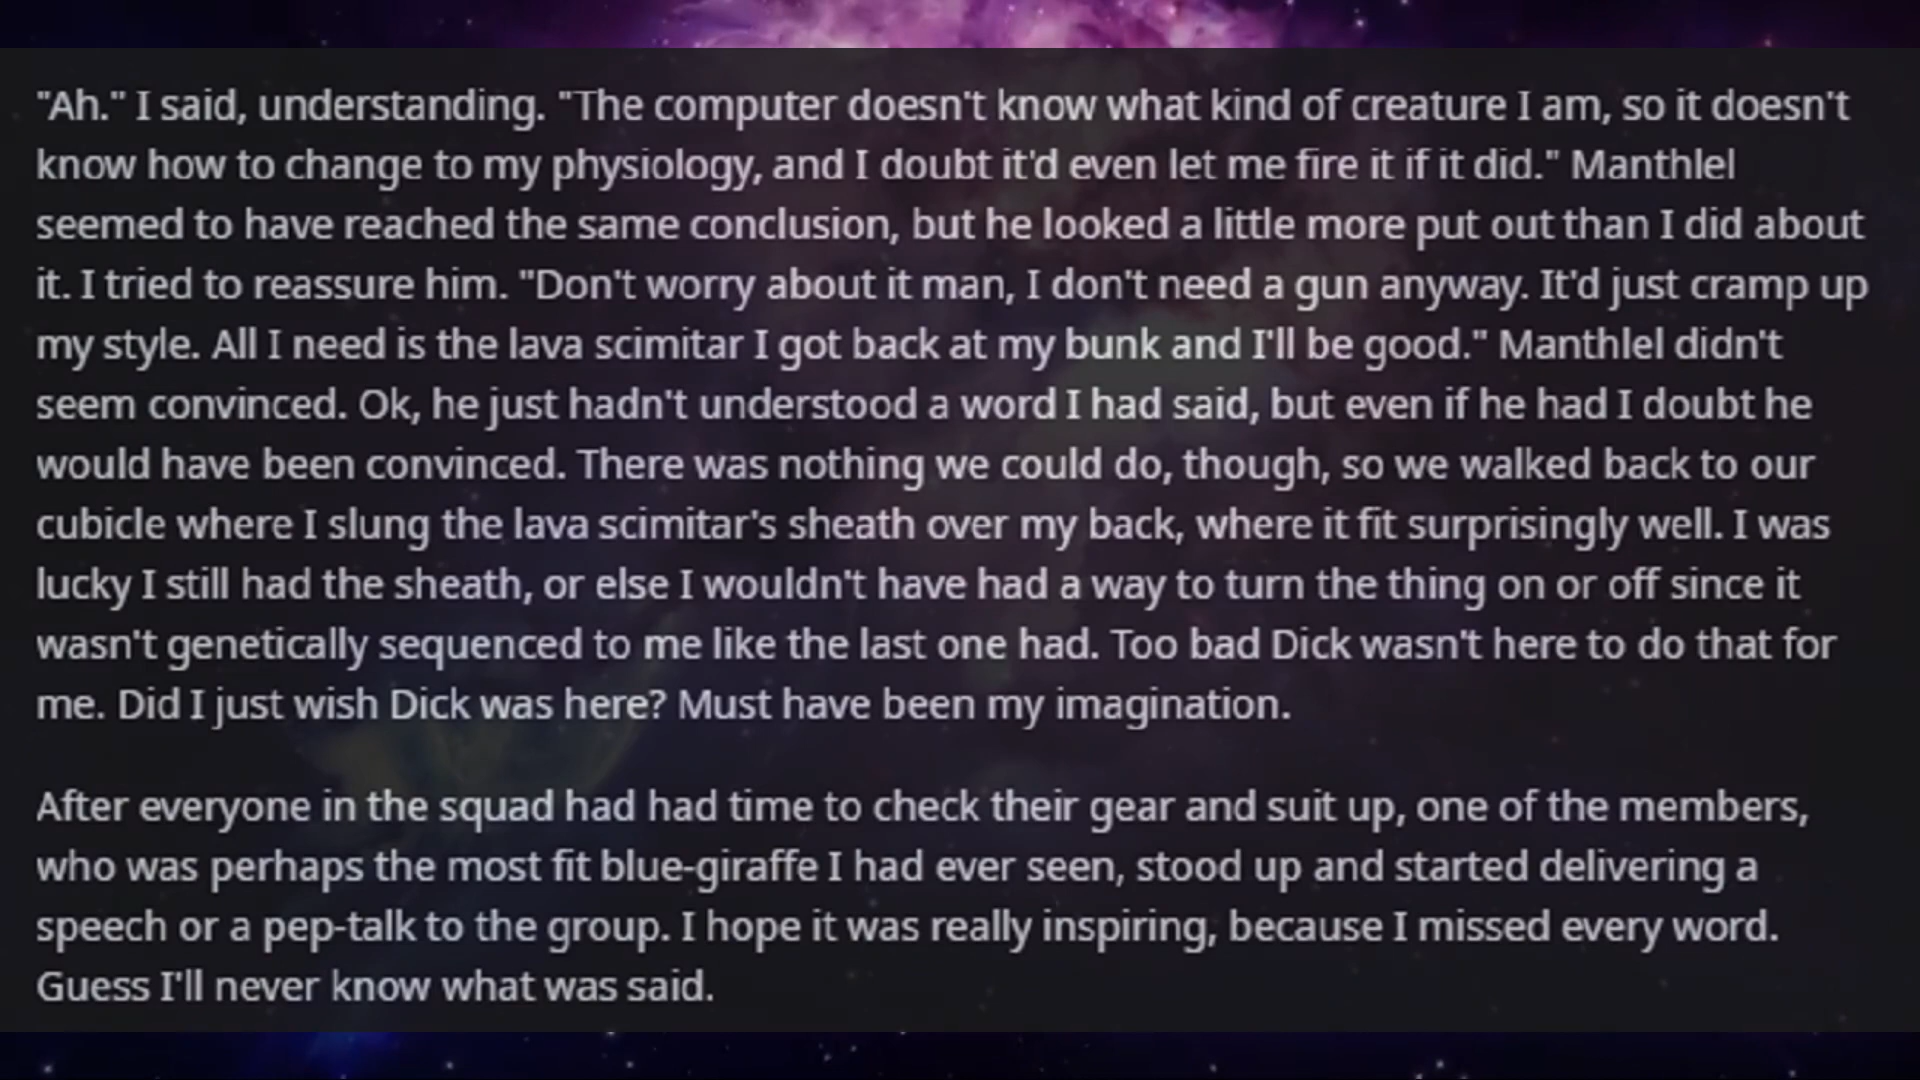 "Ah." I said, understanding. "The computer doesn't know what kind of creature I am, so it doesn't
know how to change to my physiology, and I doubt it'd even let me fire it if it did." Manthlel
seemed to have reached the same conclusion, but he looked a little more put out than I did about
it. I tried to reassure him. "Don't worry about it man, I don't need a gun anyway. It'd just cramp up
my style. All I need is the lava scimitar I got back at my bunk and I'll be good." Manthlel didn't
seem convinced. Ok, he just hadn't understood a word I had said, but even if he had I doubt he
would have been convinced. There was nothing we could do, though, so we walked back to our
cubicle where I slung the lava scimitar's sheath over my back, where it fit surprisingly well. I was
lucky I still had the sheath, or else I wouldn't have had a way to turn the thing on or off since it
wasn't genetically sequenced to me like the last one had. Too bad Dick wasn't here to do that for
me. Did I just wish Dick was here? Must have been my imagination.
After everyone in the squad had had time to check their gear and suit up, one of the members,
who was perhaps the most fit blue-giraffe I had ever seen, stood up and started delivering a
speech or a pep-talk to the group. I hope it was really inspiring, because I missed every word.
Guess I'll never know what was said.